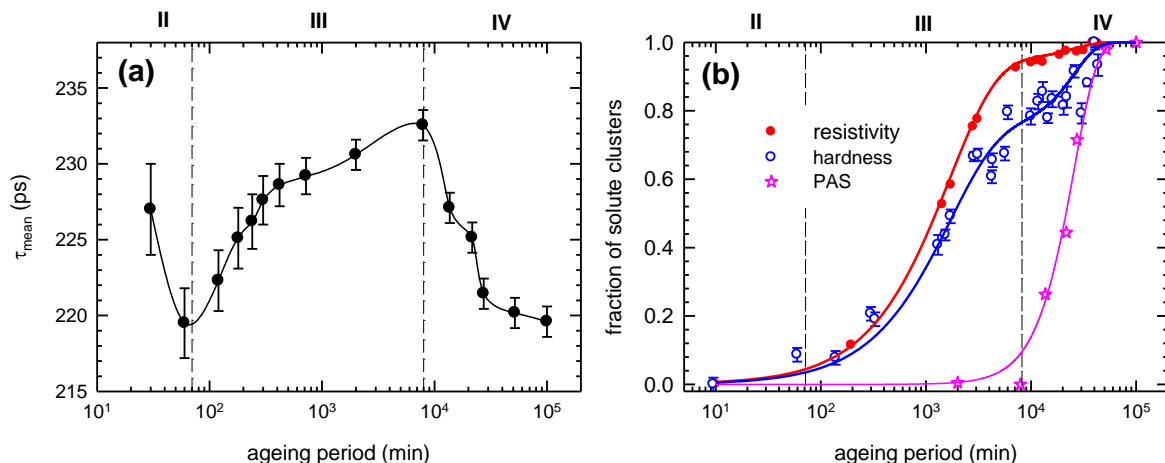 II III IV
(a)
235
230
225
220
215
τmean (ps)
10¹ 10² 10³ 10⁴ 10⁵
ageing period (min)
II III IV
(b)
1.0
0.8
0.6
0.4
0.2
0.0
fraction of solute clusters
resistivity
hardness
PAS
10¹ 10² 10³ 10⁴ 10⁵
ageing period (min)